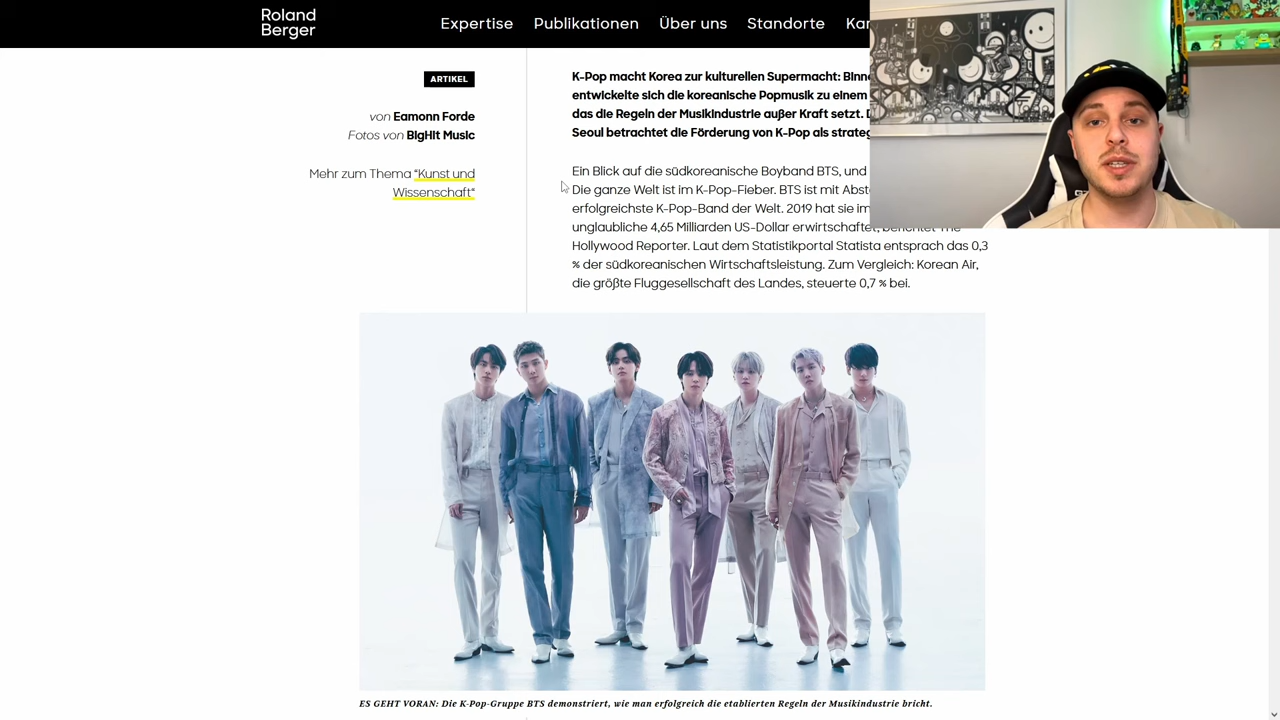 Roland
Berger
Expertise
Publikationen
Über uns
Standorte
ARTIKEL
von Eamonn Forde
Fotos von BigHit Music
Mehr zum Thema "Kunst und
Wissenschaft"
K-Pop macht Korea zur kulturellen Supermacht:
entwickelte sich die koreanische Popmusik zu einem
das die Regeln der Musikindustrie außer Kraft setzt.
Seoul betrachtet die Förderung von K-Pop als
Ein Blick auf die südkoreanische Boyband BTS, und
Die ganze Welt ist im K-Pop-Fieber. BTS ist mit
erfolgreichste K-Pop-Band der Welt. 2019 hat sie im
unglaubliche 4,65 Milliarden US-Dollar erwirtschaftet, berichtet The
Hollywood Reporter. Laut dem Statistikportal Statista entsprach das 0,3
% der südkoreanischen Wirtschaftsleistung. Zum Vergleich: Korean Air,
die größte Fluggesellschaft des Landes, steuerte 0,7 % bei.
ES GEHT VORAN: Die K-Pop-Gruppe BTS demonstriert, wie man erfolgreich die etablierten Regeln der Musikindustrie bricht.